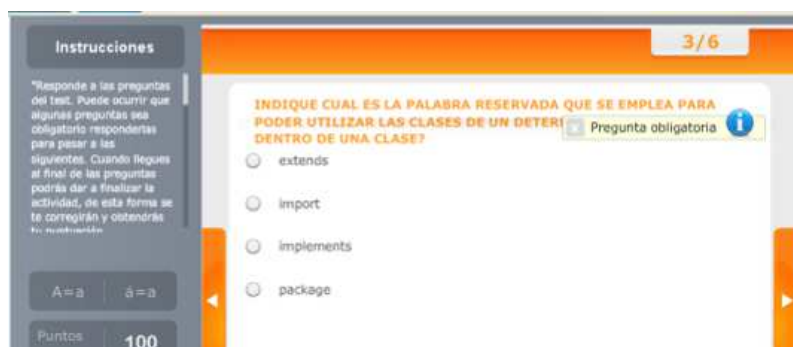 Instrucciones
3/6
"Responde a las preguntas
del test. Puede ocurrir que
algunas preguntas sea
obligatorio responderlas
para pasar a las
siguientes. Cuando llegues
al final de las preguntas
podrás dar a finalizar la
actividad, de esta forma se
te corregirán y obtendrás
tu puntuación
INDIQUE CUAL ES LA PALABRA RESERVADA QUE SE EMPLEA PARA
PODER UTILIZAR LAS CLASES DE UN
DENTRO DE UNA CLASE?
x Pregunta obligatoria i
extends
import
implements
package
A=a á=a
Puntos 100